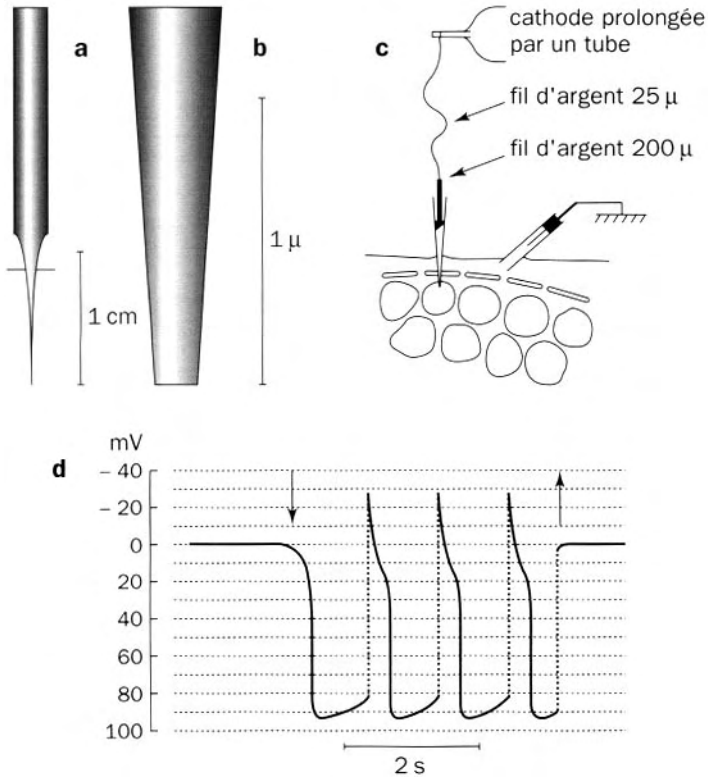 a
b
c
cathode prolongée
par un tube
fil d'argent 25 µ
fil d'argent 200 µ
1 cm
1 µ
d
mV
– 40
– 20
0
20
40
60
80
100
2 s